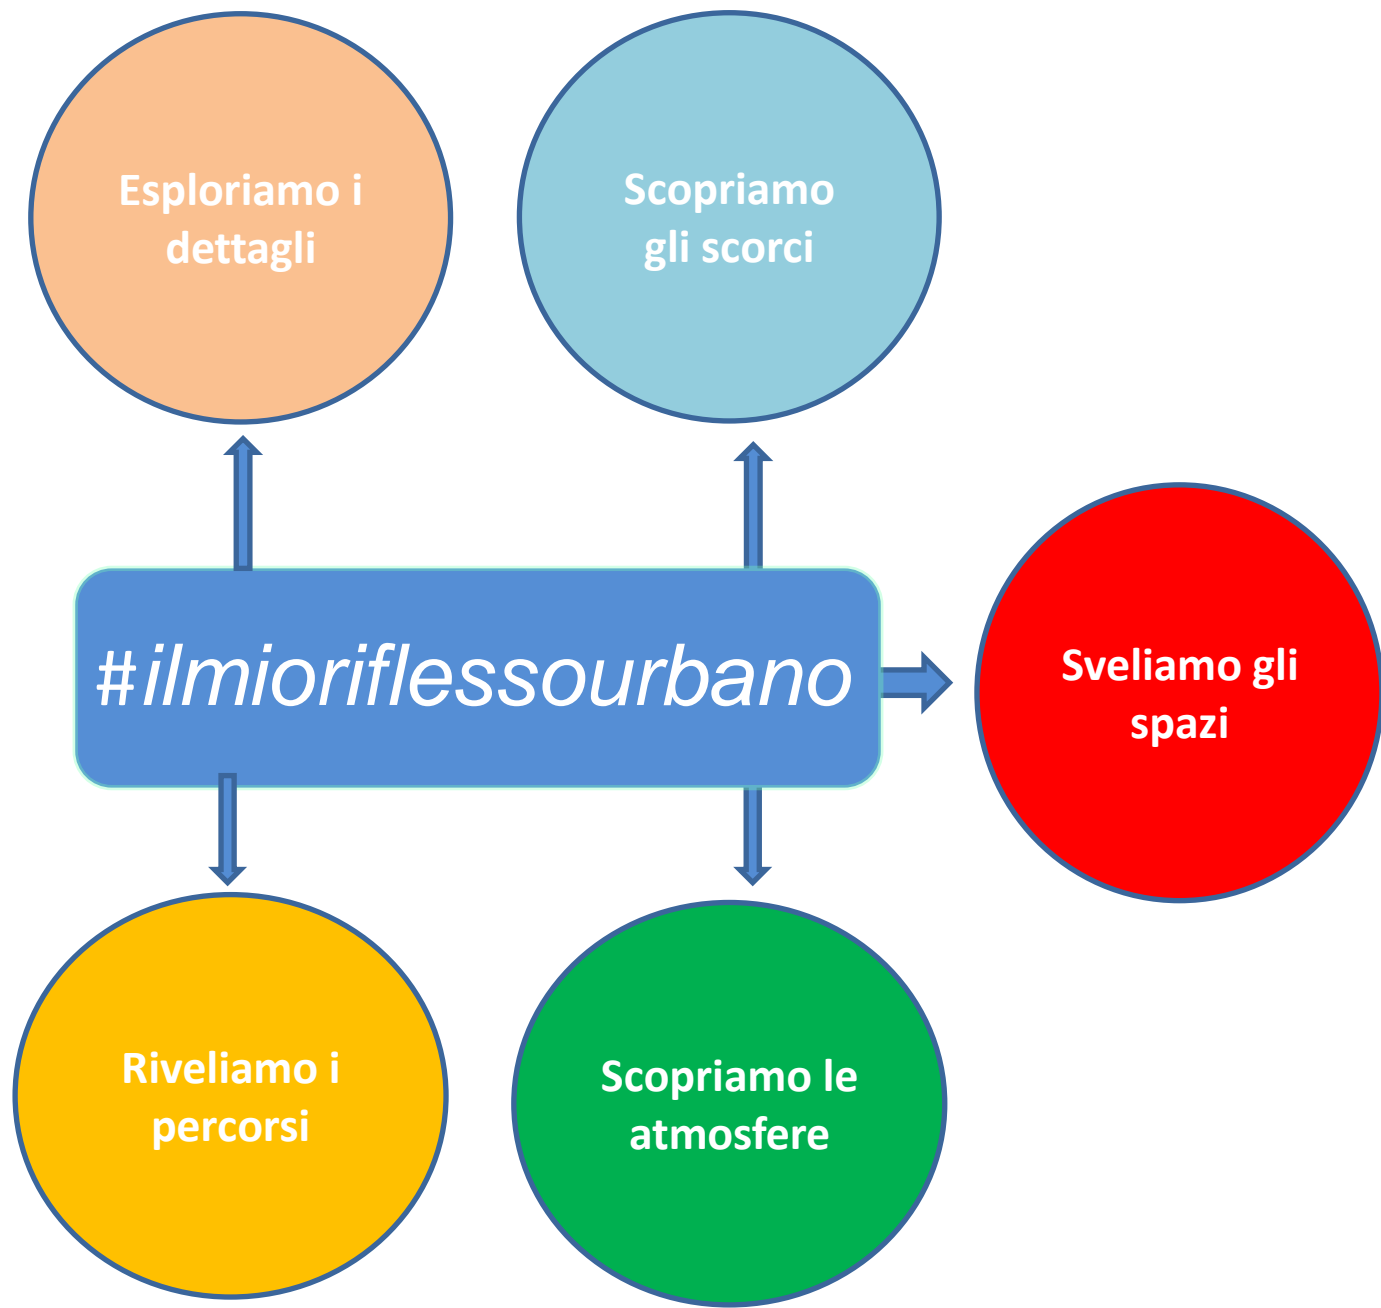 Esploriamo i
dettagli
Scopriamo
gli scorci
#ilmioriflessourbano
Sveliamo gli
spazi
Riveliamo i
percorsi
Scopriamo le
atmosfere